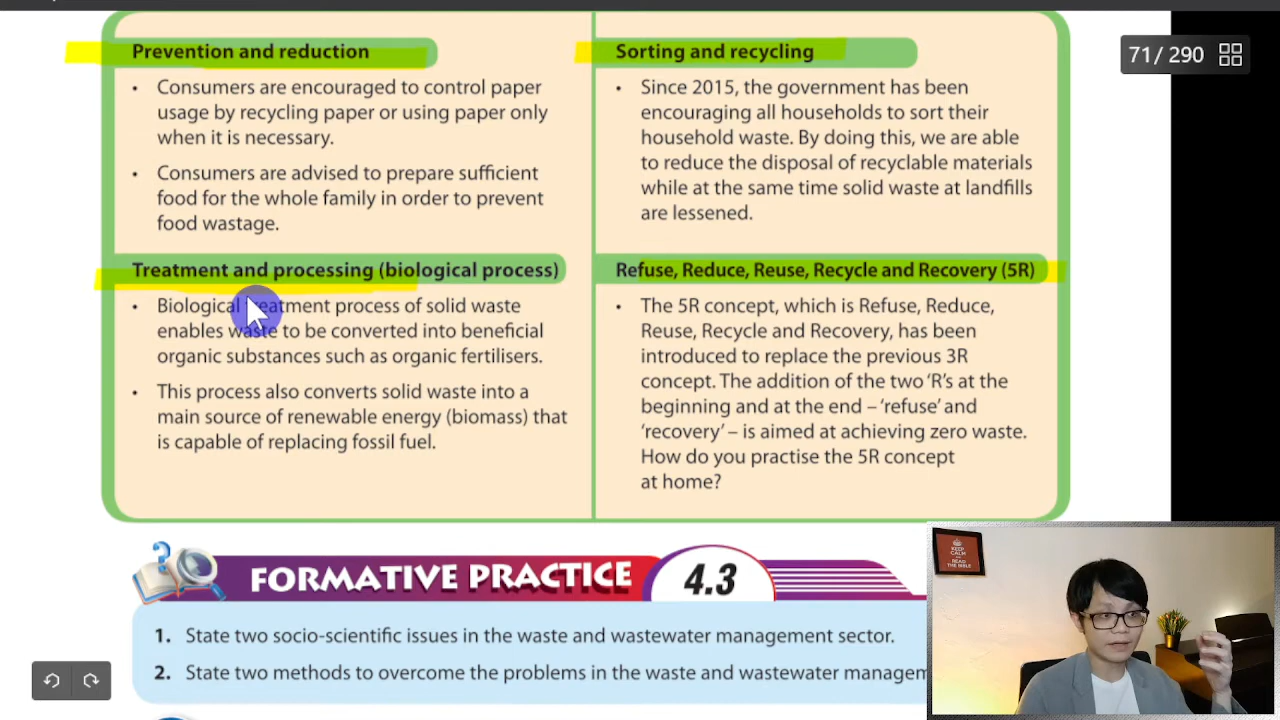 71/ 290
Prevention and reduction
• Consumers are encouraged to control paper
usage by recycling paper or using paper only
when it is necessary.
• Consumers are advised to prepare sufficient
food for the whole family in order to prevent
food wastage.
Sorting and recycling
• Since 2015, the government has been
encouraging all households to sort their
household waste. By doing this, we are able
to reduce the disposal of recyclable materials
while at the same time solid waste at landfills
are lessened.
Treatment and processing (biological process)
• Biological treatment process of solid waste
enables waste to be converted into beneficial
organic substances such as organic fertilisers.
• This process also converts solid waste into a
main source of renewable energy (biomass) that
is capable of replacing fossil fuel.
Refuse, Reduce, Reuse, Recycle and Recovery (5R)
• The 5R concept, which is Refuse, Reduce,
Reuse, Recycle and Recovery, has been
introduced to replace the previous 3R
concept. The addition of the two ‘R’s at the
beginning and at the end – ‘refuse’ and
‘recovery’ – is aimed at achieving zero waste.
How do you practise the 5R concept
at home?
?
FORMATIVE PRACTICE 4.3
1. State two socio-scientific issues in the waste and wastewater management sector.
2. State two methods to overcome the problems in the waste and wastewater managem
KEEP
CALM
AND
READ
THE BIBLE